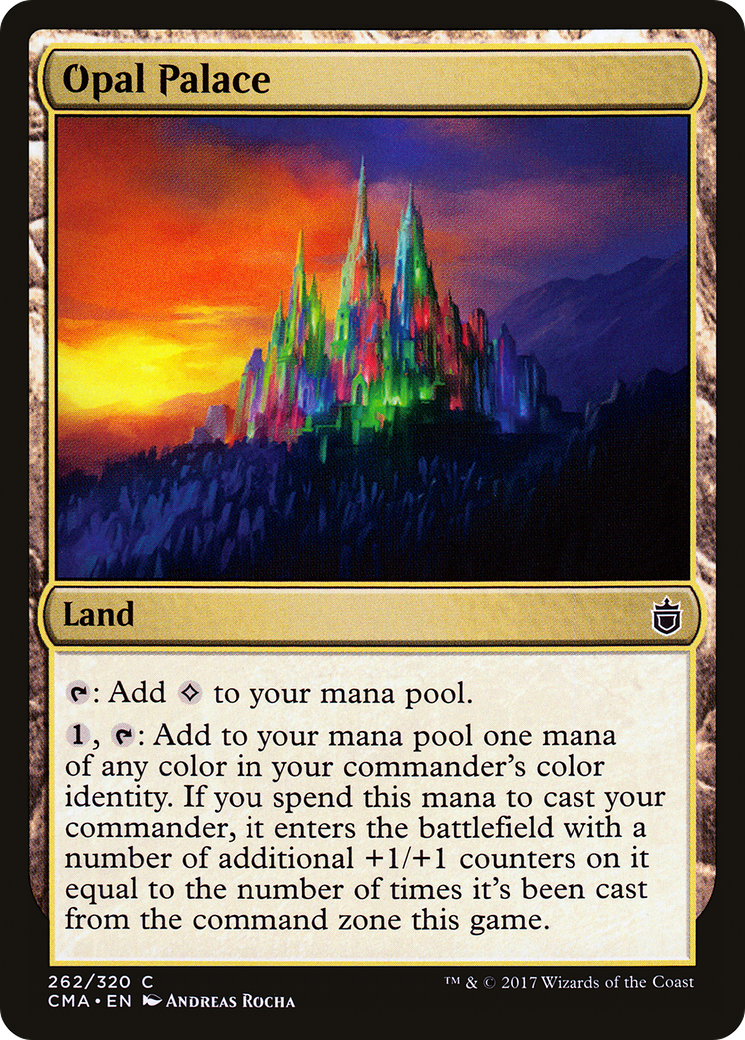 Opal Palace
Land
: Add to your mana pool.
1, : Add to your mana pool one mana
of any color in your commander's color
identity. If you spend this mana to cast your
commander, it enters the battlefield with a
number of additional +1/+1 counters on it
equal to the number of times it's been cast
from the command zone this game.
262/320 C
CMA • EN ANDREAS ROCHA
™ & © 2017 Wizards of the Coast